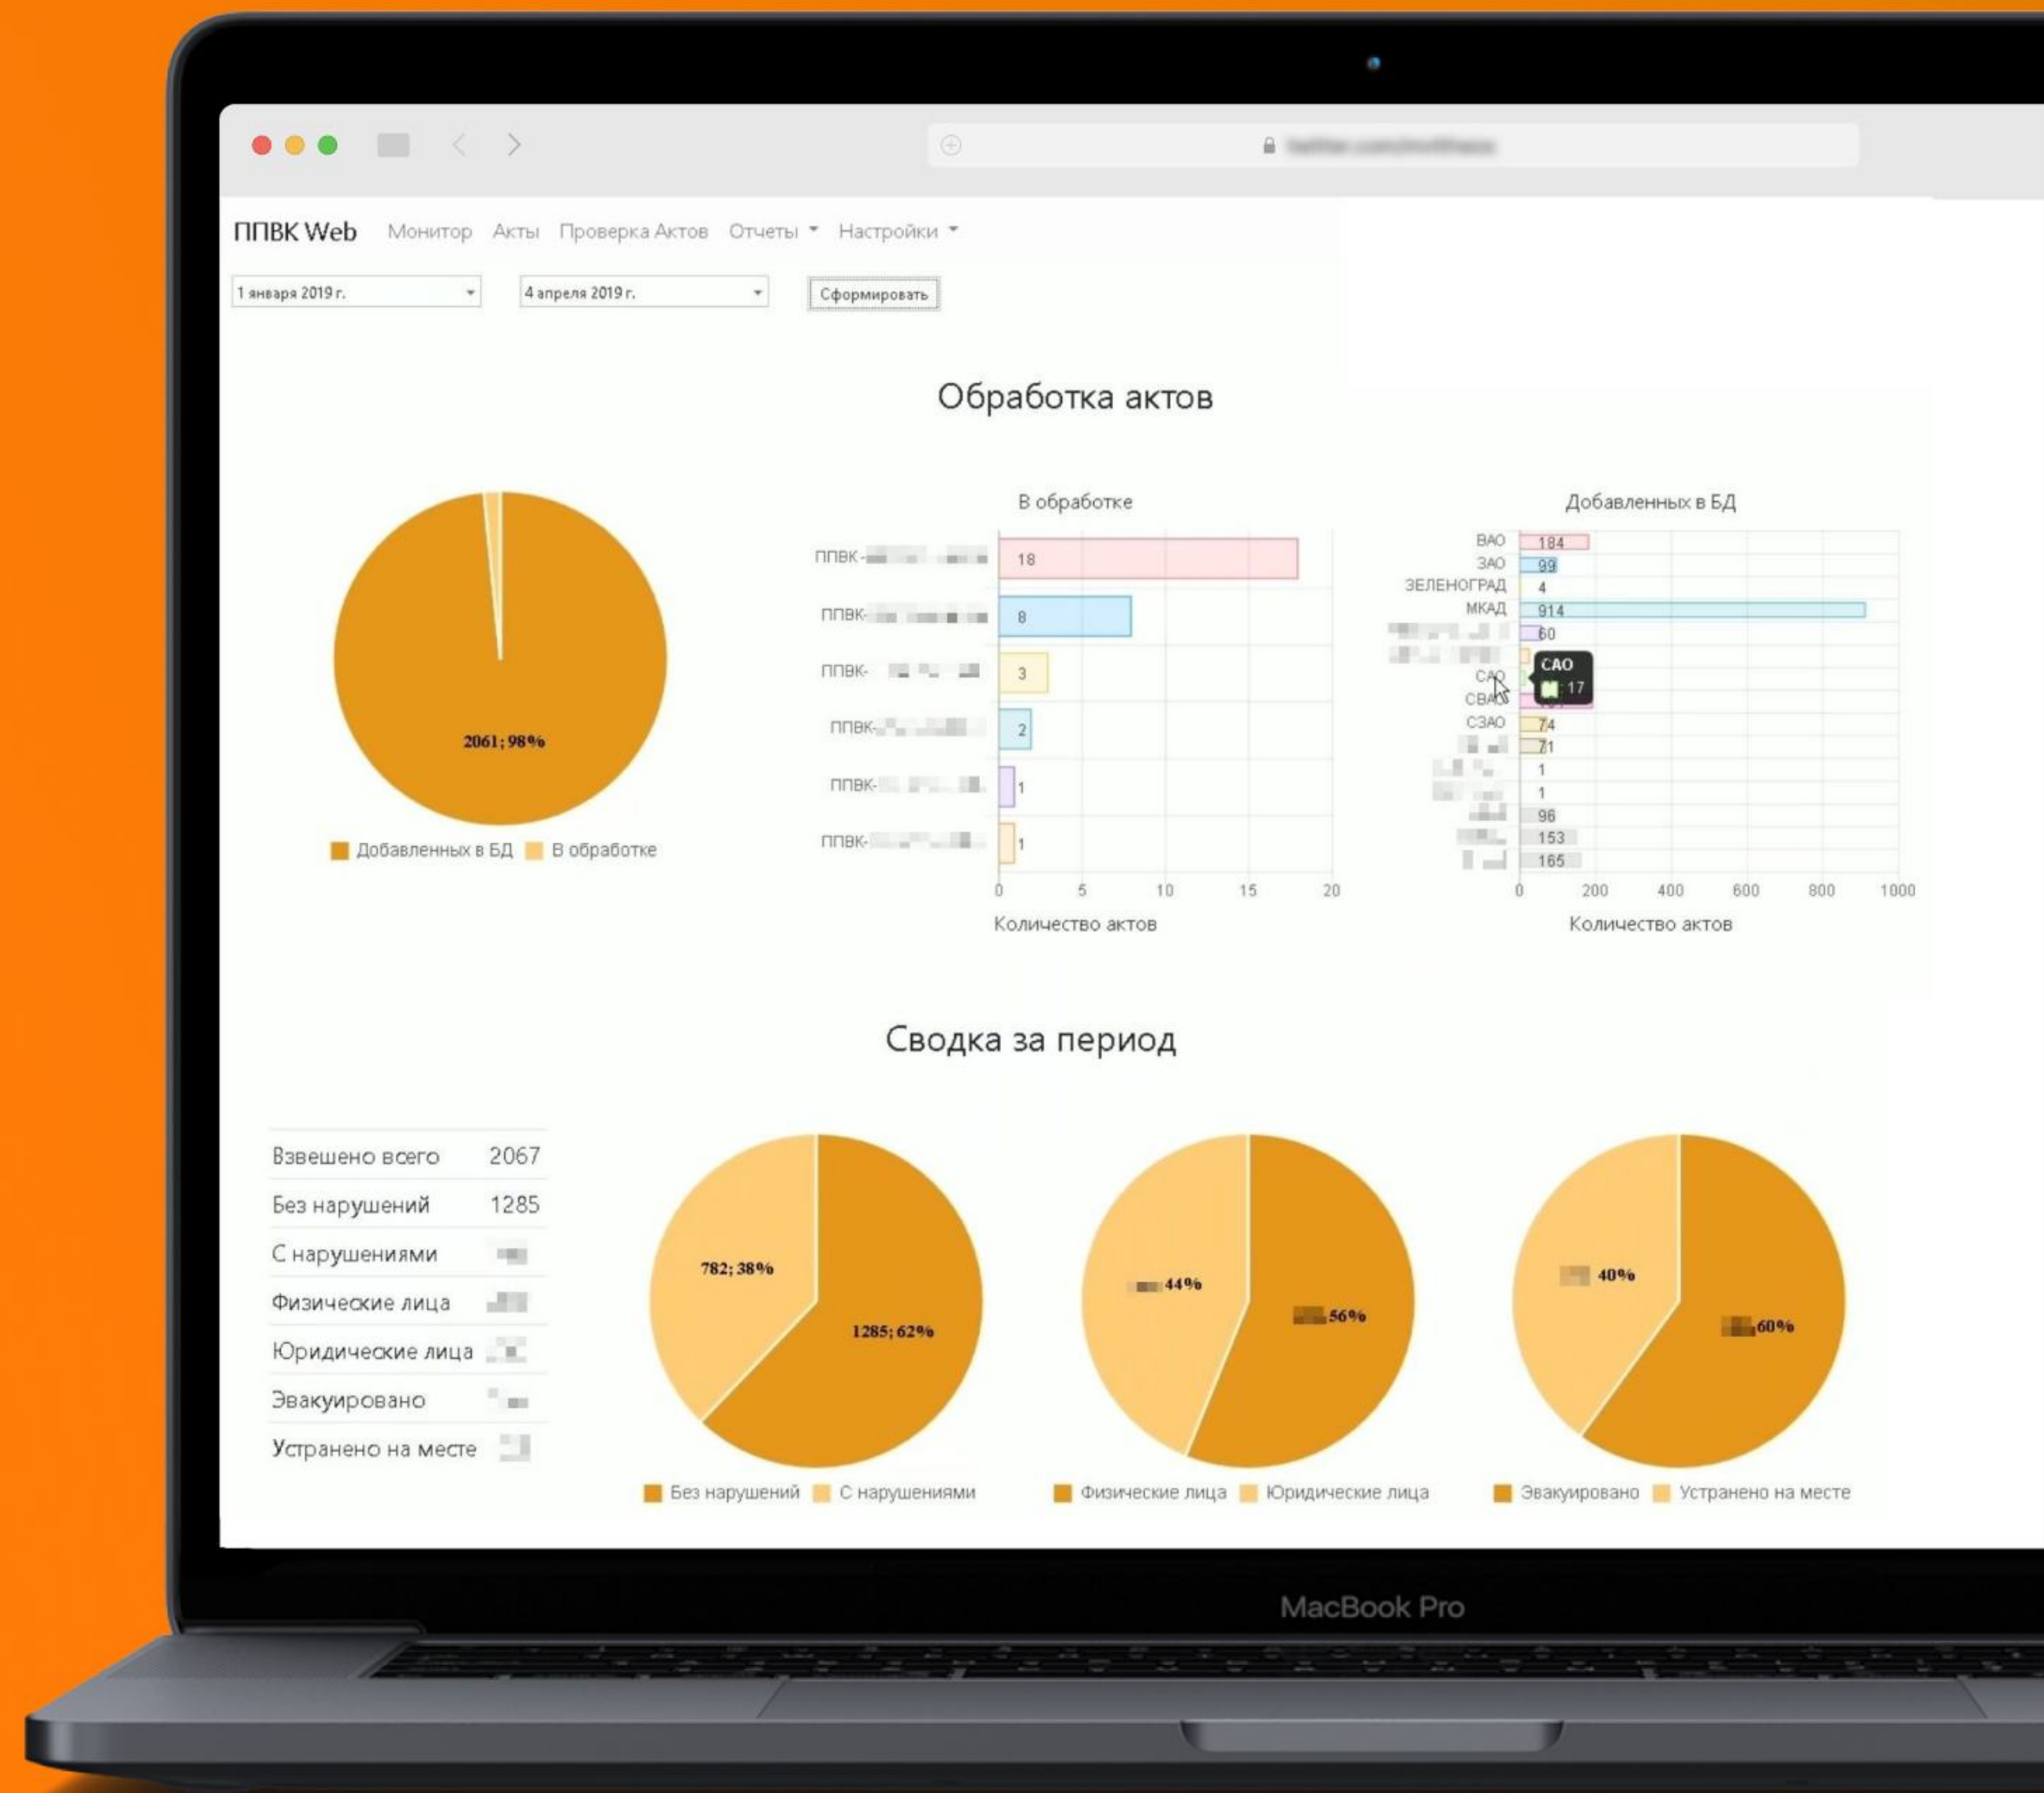 ППВК Web Монитор Акты Проверка Актов Отчеты Настройки
1 января 2019 г. 4 апреля 2019 г. Сформировать
Обработка актов
2061; 98%
Добавленных в БД В обработке
В обработке
ППВК- 18
ППВК- 8
ППВК- 3
ППВК- 2
ППВК- 1
ППВК- 1
0 5 10 15 20
Количество актов
Добавленных в БД
ВАО 184
ЗАО 99
ЗЕЛЕНОГРАД 4
МКАД 914
60
САО
САО : 17
СВАО
СЗАО 74
71
1
1
96
153
165
0 200 400 600 800 1000
Количество актов
Сводка за период
Взвешено всего 2067
Без нарушений 1285
С нарушениями
Физические лица
Юридические лица
Эвакуировано
Устранено на месте
782; 38%
1285; 62%
Без нарушений С нарушениями
44%
56%
Физические лица Юридические лица
40%
60%
Эвакуировано Устранено на месте
MacBook Pro